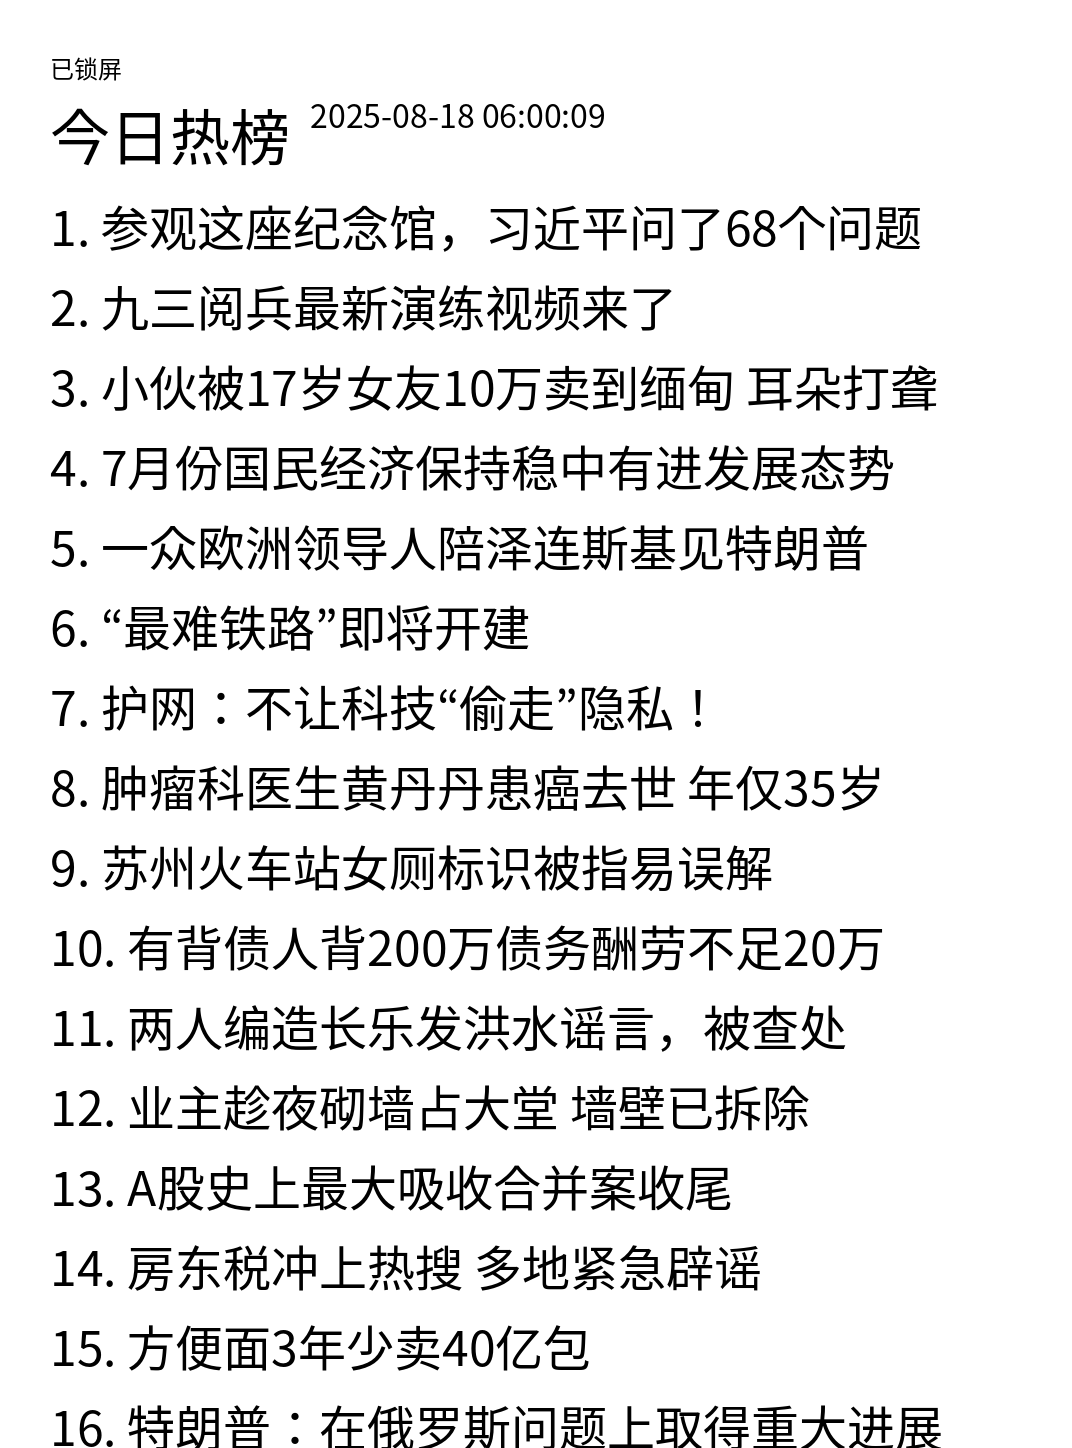 已锁屏
今日热榜 2025-08-18 06:00:09
1. 参观这座纪念馆，习近平问了68个问题
2. 九三阅兵最新演练视频来了
3. 小伙被17岁女友10万卖到缅甸 耳朵打聋
4. 7月份国民经济保持稳中有进发展态势
5. 一众欧洲领导人陪泽连斯基见特朗普
6. “最难铁路”即将开建
7. 护网：不让科技“偷走”隐私！
8. 肿瘤科医生黄丹丹患癌去世 年仅35岁
9. 苏州火车站女厕标识被指易误解
10. 有背债人背200万债务酬劳不足20万
11. 两人编造长乐发洪水谣言，被查处
12. 业主趁夜砌墙占大堂 墙壁已拆除
13. A股史上最大吸收合并案收尾
14. 房东税冲上热搜 多地紧急辟谣
15. 方便面3年少卖40亿包
16. 特朗普：在俄罗斯问题上取得重大进展